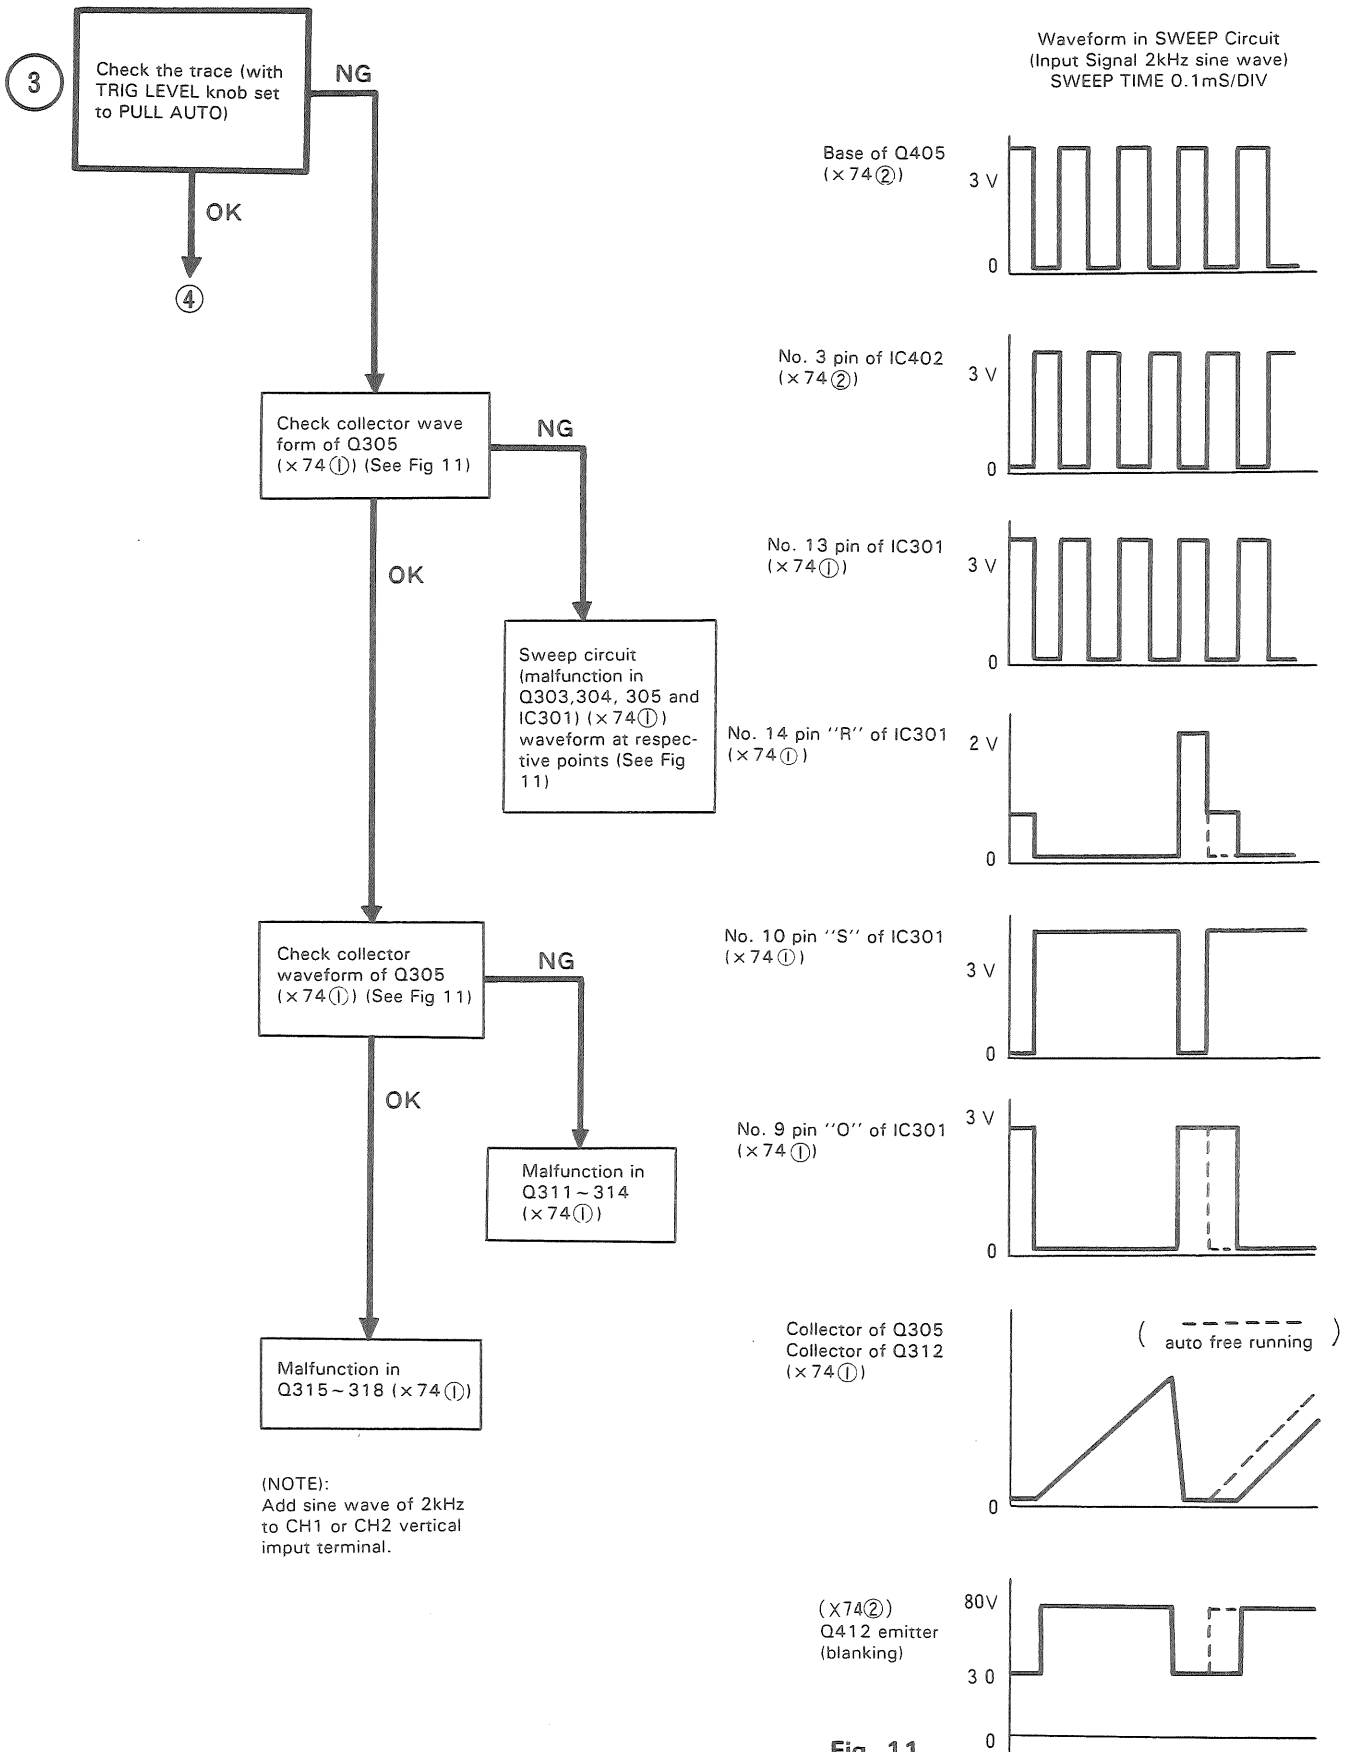 3
Check the trace (with
TRIG LEVEL knob set
to PULL AUTO)
NG
OK
④
Check collector wave
form of Q305
(×74①) (See Fig 11)
NG
OK
Sweep circuit
(malfunction in
Q303,304, 305 and
IC301) (×74①)
waveform at respec-
tive points (See Fig
11)
Check collector
waveform of Q305
(×74①) (See Fig 11)
NG
OK
Malfunction in
Q311~314
(×74①)
Malfunction in
Q315~318 (×74①)
(NOTE):
Add sine wave of 2kHz
to CH1 or CH2 vertical
imput terminal.
Waveform in SWEEP Circuit
(Input Signal 2kHz sine wave)
SWEEP TIME 0.1mS/DIV
Base of Q405
(×74②)
3 V
0
No. 3 pin of IC402
(×74②)
3 V
0
No. 13 pin of IC301
(×74①)
3 V
0
No. 14 pin "R" of IC301
(×74①)
2 V
0
No. 10 pin "S" of IC301
(×74①)
3 V
0
No. 9 pin "O" of IC301
(×74①)
3 V
0
Collector of Q305
Collector of Q312
(×74①)
( auto free running )
0
(X74②)
Q412 emitter
(blanking)
80V
30
0
Fig. 11